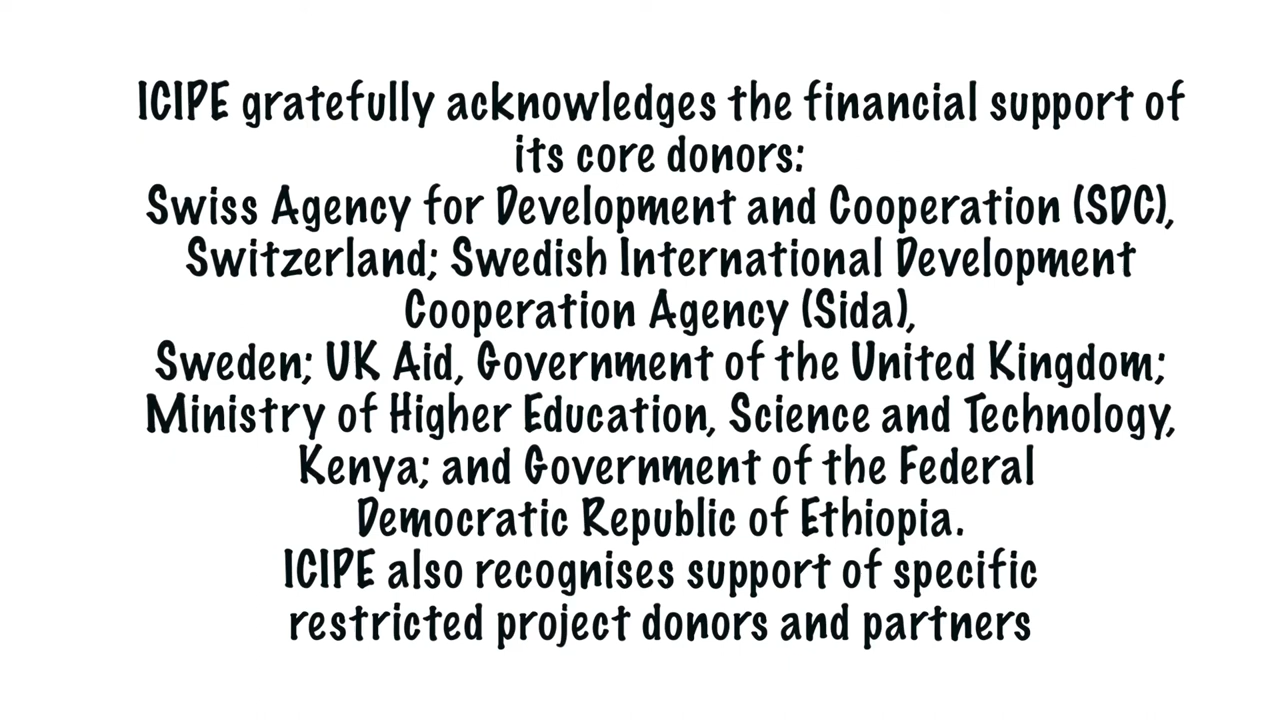 ICIPE gratefully acknowledges the financial support of
its core donors:
Swiss Agency for Development and Cooperation (SDC),
Switzerland; Swedish International Development
Cooperation Agency (Sida),
Sweden; UK Aid, Government of the United Kingdom;
Ministry of Higher Education, Science and Technology,
Kenya; and Government of the Federal
Democratic Republic of Ethiopia.
ICIPE also recognises support of specific
restricted project donors and partners